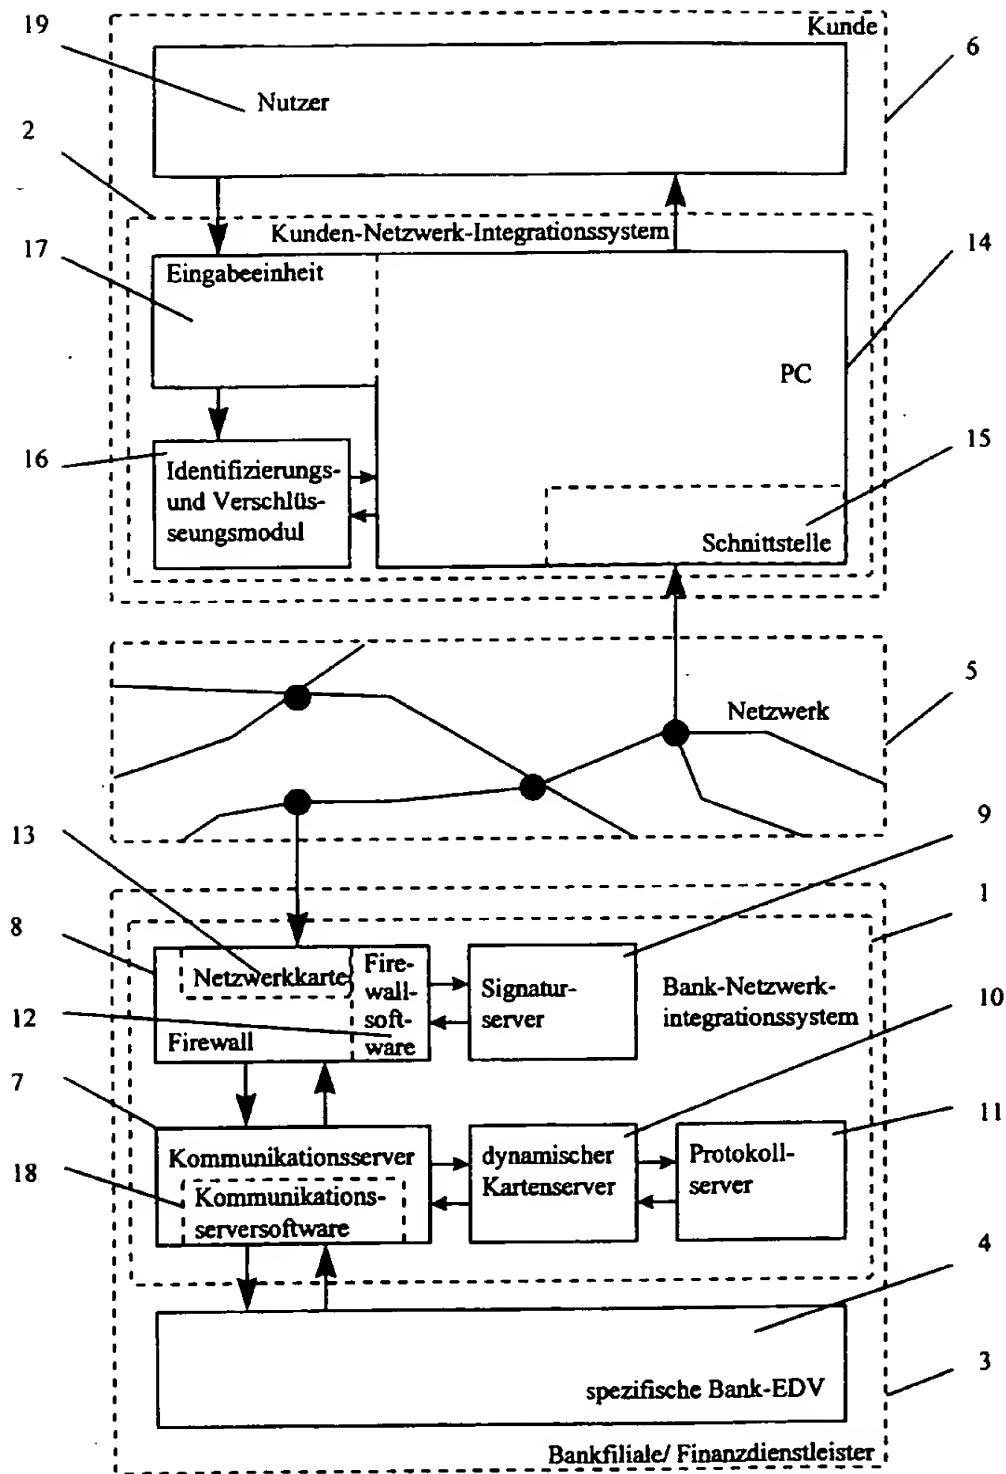 19
Kunde
6
Nutzer
2
Kunden-Netzwerk-Integrationssystem
17
Eingabeeinheit
14
PC
16
Identifizierungs-
und Verschlüs-
seungsmodul
15
Schnittstelle
5
Netzwerk
13
9
8
1
Netzwerkkarte
Fire-
wall-
soft-
ware
Signatur-
server
Bank-Netzwerk-
integrationssystem
10
12
Firewall
7
11
Kommunikationsserver
dynamischer
Kartenserver
Protokoll-
server
18
Kommunikations-
serversoftware
4
spezifische Bank-EDV
3
Bankfiliale/ Finanzdienstleister